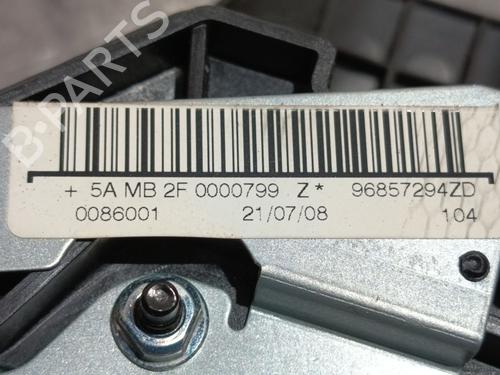 + 5A MB 2F 0000799 Z* 96857294ZD
0086001 21/07/08 104
B-PARTS